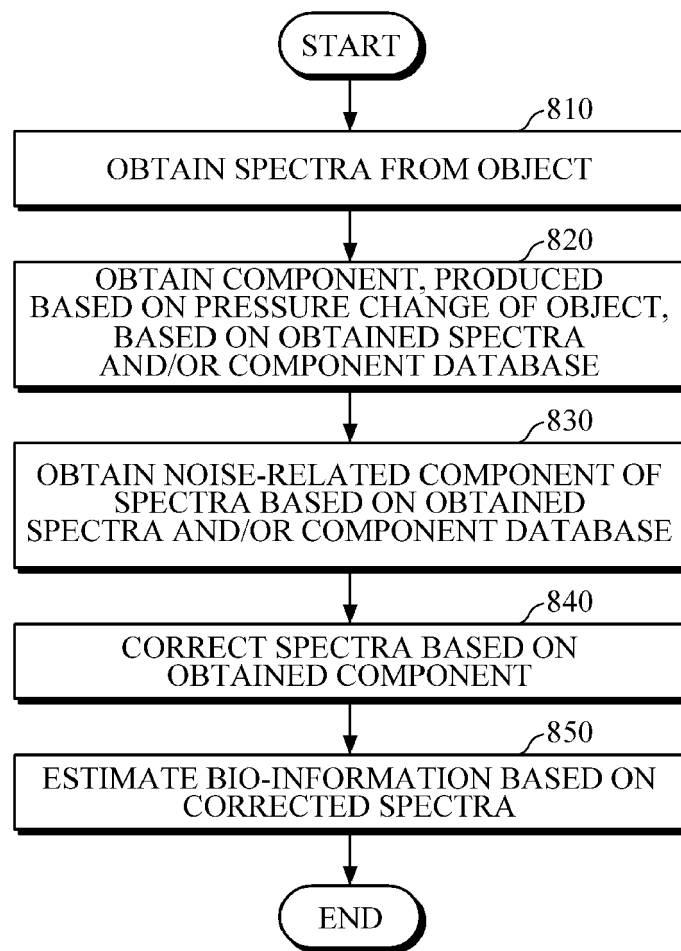 START
810
OBTAIN SPECTRA FROM OBJECT
820
OBTAIN COMPONENT, PRODUCED
BASED ON PRESSURE CHANGE OF OBJECT,
BASED ON OBTAINED SPECTRA
AND/OR COMPONENT DATABASE
830
OBTAIN NOISE-RELATED COMPONENT OF
SPECTRA BASED ON OBTAINED
SPECTRA AND/OR COMPONENT DATABASE
840
CORRECT SPECTRA BASED ON
OBTAINED COMPONENT
850
ESTIMATE BIO-INFORMATION BASED ON
CORRECTED SPECTRA
END